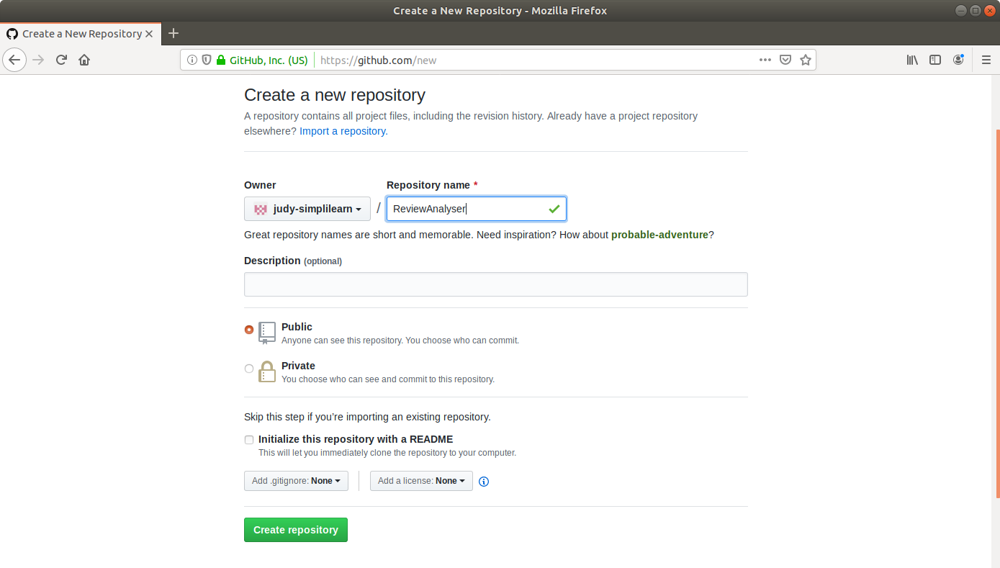 Create a New Repository - Mozilla Firefox
Create a New Repository
GitHub, Inc. (US) https://github.com/new
Create a new repository
A repository contains all project files, including the revision history. Already have a project repository
elsewhere? Import a repository.
Owner Repository name *
judy-simplilearn / ReviewAnalyser
Great repository names are short and memorable. Need inspiration? How about probable-adventure?
Description (optional)
Public
Anyone can see this repository. You choose who can commit.
Private
You choose who can see and commit to this repository.
Skip this step if you’re importing an existing repository.
Initialize this repository with a README
This will let you immediately clone the repository to your computer.
Add .gitignore: None Add a license: None
Create repository